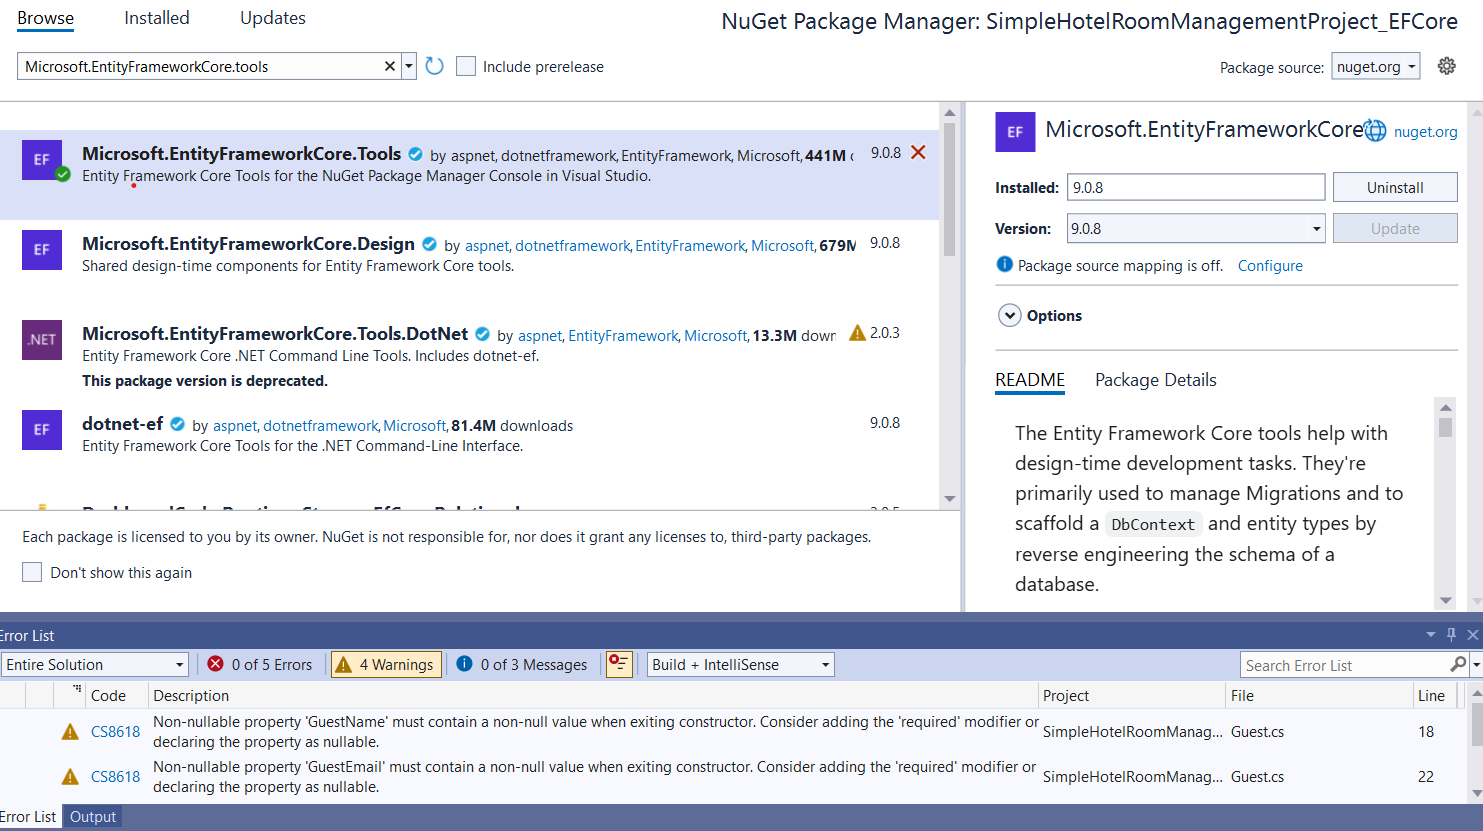 Browse Installed Updates NuGet Package Manager: SimpleHotelRoomManagementProject_EFCore
Microsoft.EntityFrameworkCore.tools Include prerelease Package source: nuget.org
EF Microsoft.EntityFrameworkCore.Tools by aspnet, dotnetframework, EntityFramework, Microsoft, 441M 9.0.8
Entity Framework Core Tools for the NuGet Package Manager Console in Visual Studio.
EF Microsoft.EntityFrameworkCore.Design by aspnet, dotnetframework, EntityFramework, Microsoft, 679M 9.0.8
Shared design-time components for Entity Framework Core tools.
.NET Microsoft.EntityFrameworkCore.Tools.DotNet by aspnet, EntityFramework, Microsoft, 13.3M down 2.0.3
Entity Framework Core .NET Command Line Tools. Includes dotnet-ef.
This package version is deprecated.
EF dotnet-ef by aspnet, dotnetframework, Microsoft, 81.4M downloads 9.0.8
Entity Framework Core Tools for the .NET Command-Line Interface.
Each package is licensed to you by its owner. NuGet is not responsible for, nor does it grant any licenses to, third-party packages.
Don't show this again
EF Microsoft.EntityFrameworkCore nuget.org
Installed: 9.0.8 Uninstall
Version: 9.0.8 Update
Package source mapping is off. Configure
Options
README Package Details
The Entity Framework Core tools help with
design-time development tasks. They're
primarily used to manage Migrations and to
scaffold a DbContext and entity types by
reverse engineering the schema of a
database.
Error List
Entire Solution 0 of 5 Errors 4 Warnings 0 of 3 Messages Build + IntelliSense Search Error List
Code Description Project File Line
CS8618 Non-nullable property 'GuestName' must contain a non-null value when exiting constructor. Consider adding the 'required' modifier or
declaring the property as nullable. SimpleHotelRoomManag... Guest.cs 18
CS8618 Non-nullable property 'GuestEmail' must contain a non-null value when exiting constructor. Consider adding the 'required' modifier or
declaring the property as nullable. SimpleHotelRoomManag... Guest.cs 22
Error List Output